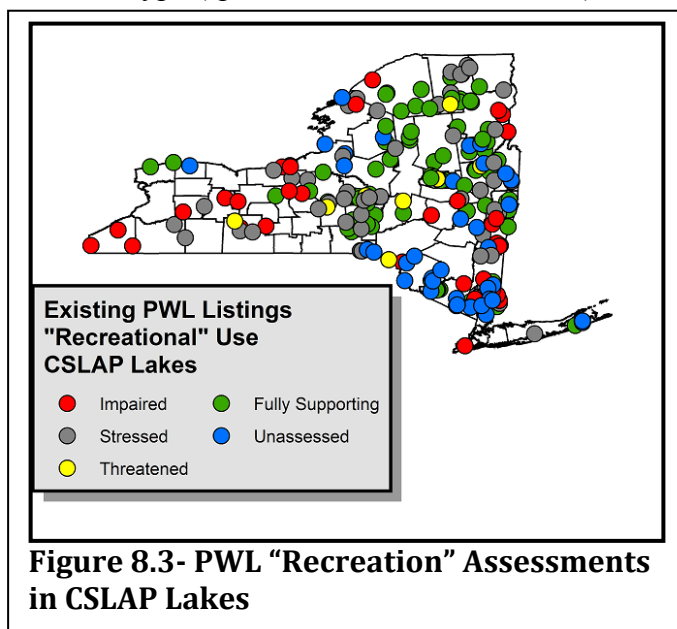 Existing PWL Listings
"Recreational" Use
CSLAP Lakes
Impaired
Fully Supporting
Stressed
Unassessed
Threatened
Figure 8.3- PWL “Recreation” Assessments
in CSLAP Lakes